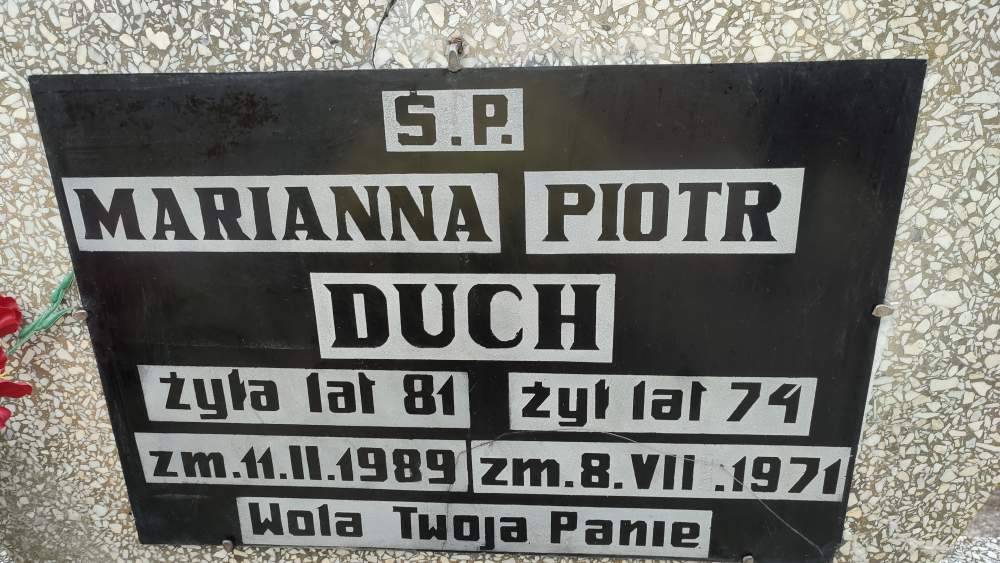 Ś.P.
MARIANNA PIOTR
DUCH
żyła lat 81 żył lat 74
zm.11.II.1989 zm.8.VII.1971
Wola Twoja Panie